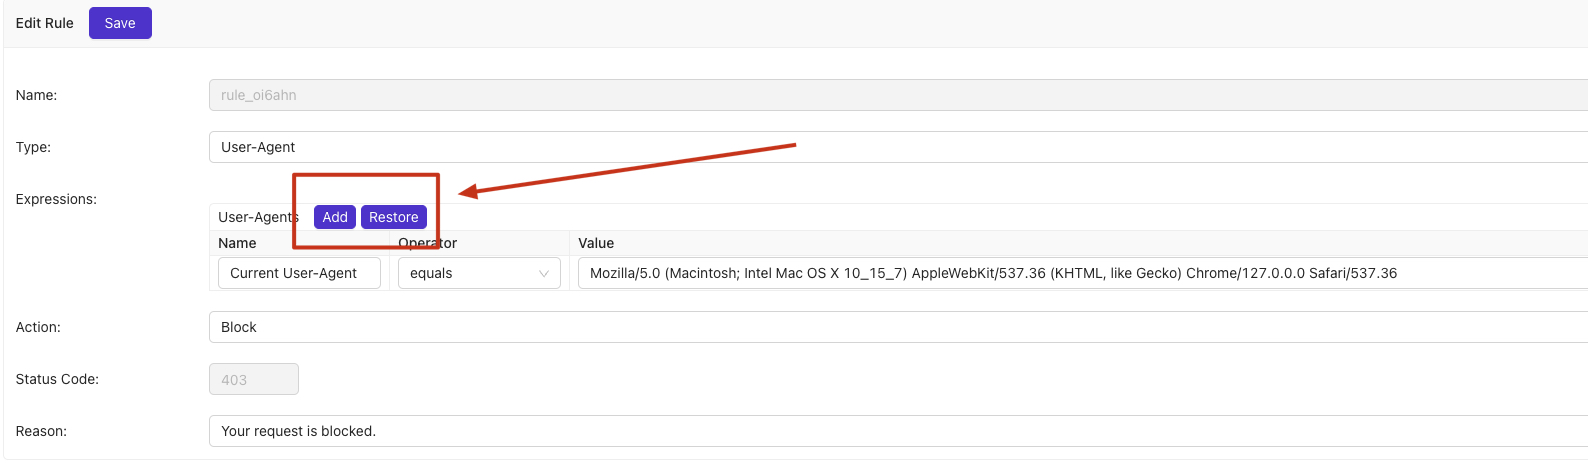 Edit Rule Save
Name: rule_oi6ahn
Type: User-Agent
Expressions:
User-Agents Add Restore
Name Operator Value
Current User-Agent equals Mozilla/5.0 (Macintosh; Intel Mac OS X 10_15_7) AppleWebKit/537.36 (KHTML, like Gecko) Chrome/127.0.0.0 Safari/537.36
Action: Block
Status Code: 403
Reason: Your request is blocked.